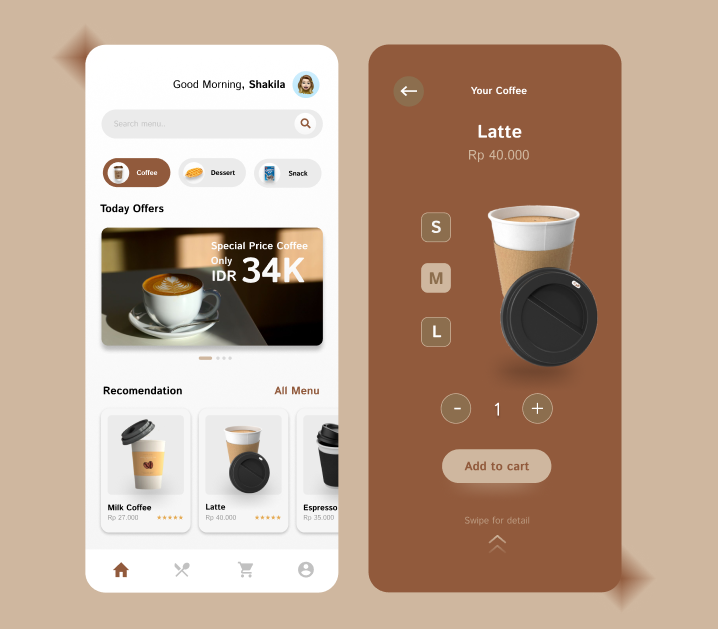 Good Morning, Shakila
Search menu..
Coffee
Dessert
Snack
Today Offers
Special Price Coffee
Only
IDR 34K
Recomendation
All Menu
Milk Coffee
Rp 27.000
Latte
Rp 40.000
Espresso
Rp 35.000
Your Coffee
Latte
Rp 40.000
S
M
L
- 1 +
Add to cart
Swipe for detail